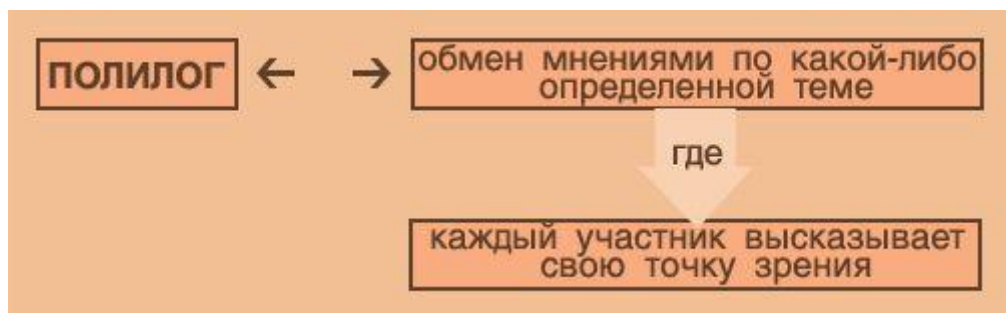 ПОЛИЛОГ ← → обмен мнениями по какой-либо
определенной теме
где
каждый участник высказывает
свою точку зрения